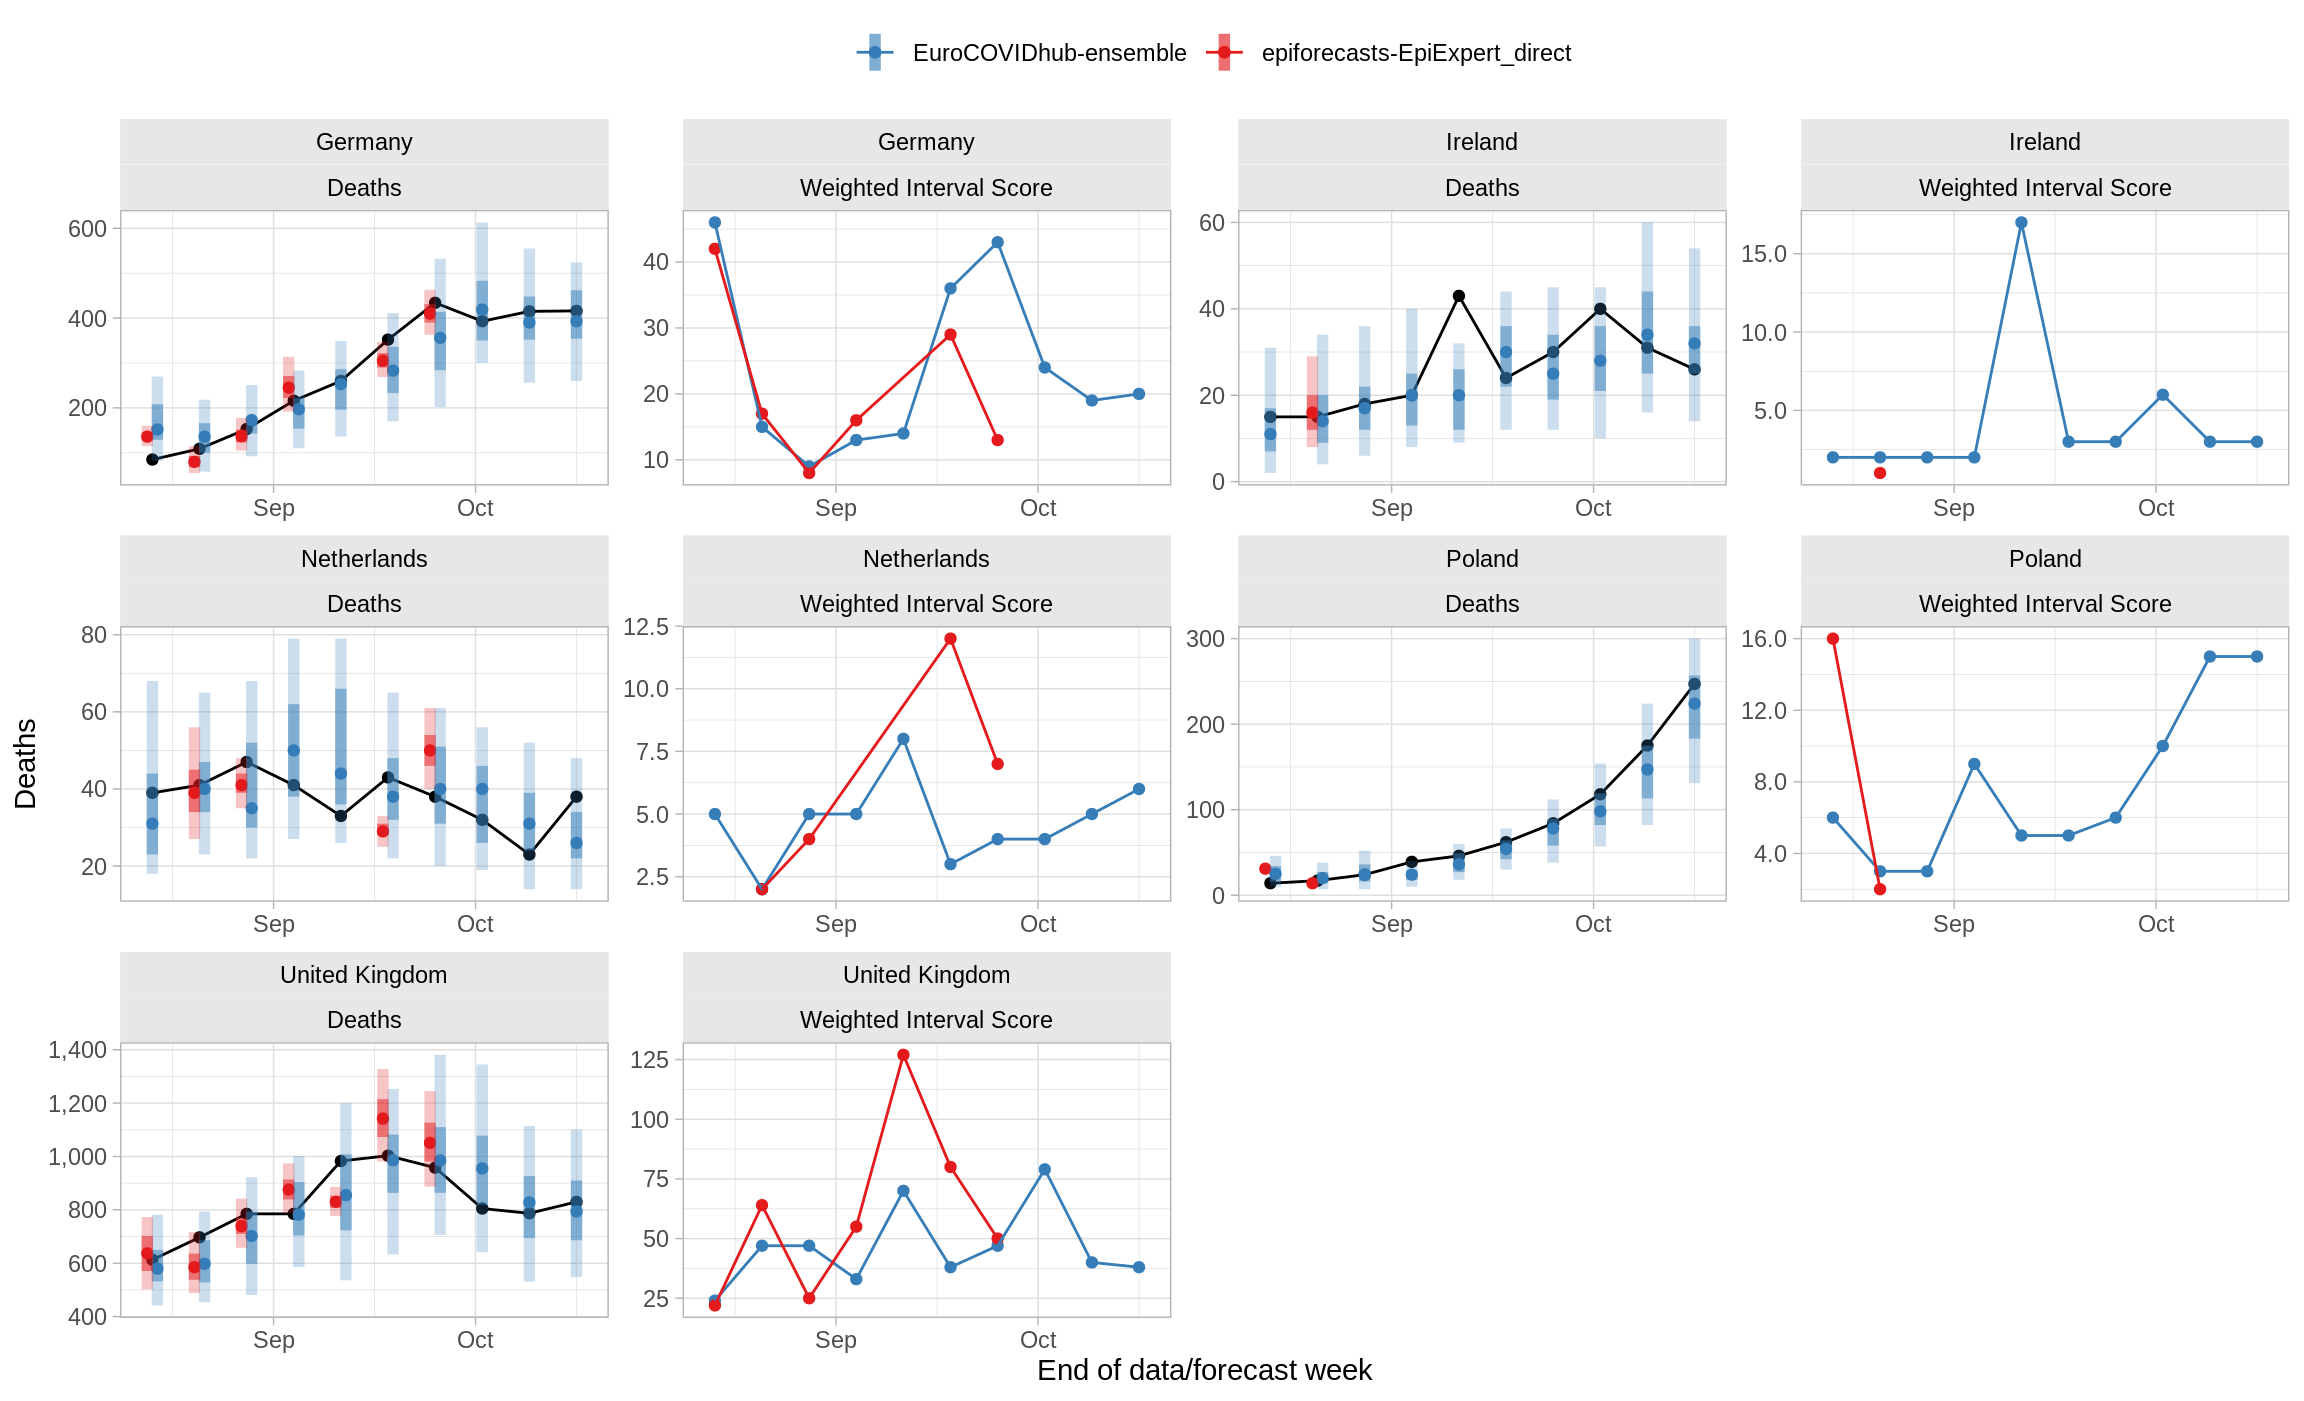 EuroCOVIDhub-ensemble epiforecasts-EpiExpert_direct
Germany Germany Ireland Ireland
Deaths Weighted Interval Score Deaths Weighted Interval Score
600
400
200
Sep Oct
40
30
20
10
Sep Oct
60
40
20
0
Sep Oct
15.0
10.0
5.0
Sep Oct
Netherlands Netherlands Poland Poland
Deaths Weighted Interval Score Deaths Weighted Interval Score
80
60
40
20
Sep Oct
12.5
10.0
7.5
5.0
2.5
Sep Oct
300
200
100
0
Sep Oct
16.0
12.0
8.0
4.0
Sep Oct
United Kingdom United Kingdom
Deaths Weighted Interval Score
1,400
1,200
1,000
800
600
400
Sep Oct
125
100
75
50
25
Sep Oct
Deaths
End of data/forecast week